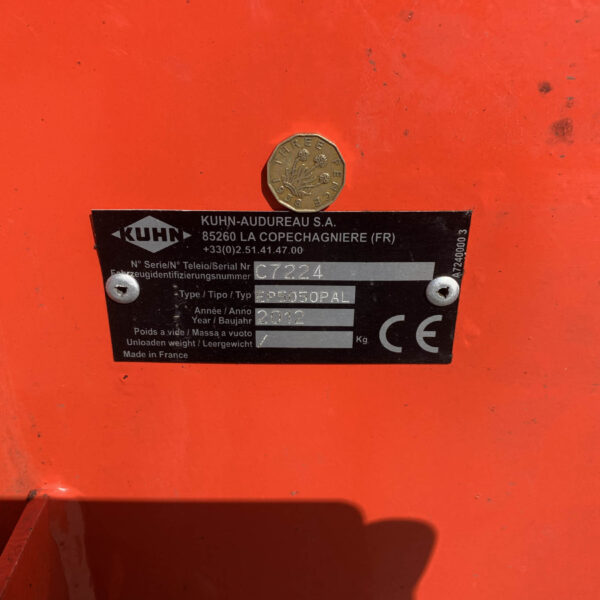 THREE PENCE
KUHN
KUHN-AUDUREAU S.A.
85260 LA COPECHAGNIERE (FR)
+33(0)2.51.41.47.00
N° Serie/N° Teleio/Serial Nr
Fahrzeugidentifizierungsnummer
C7224
Type / Tipo / Typ
EP5050PAL
Année / Anno
Year / Baujahr
2012
Poids a vide / Massa a vuoto
Unloaden weight / Leergewicht
/
Kg
Made in France
CE
A7240000 3